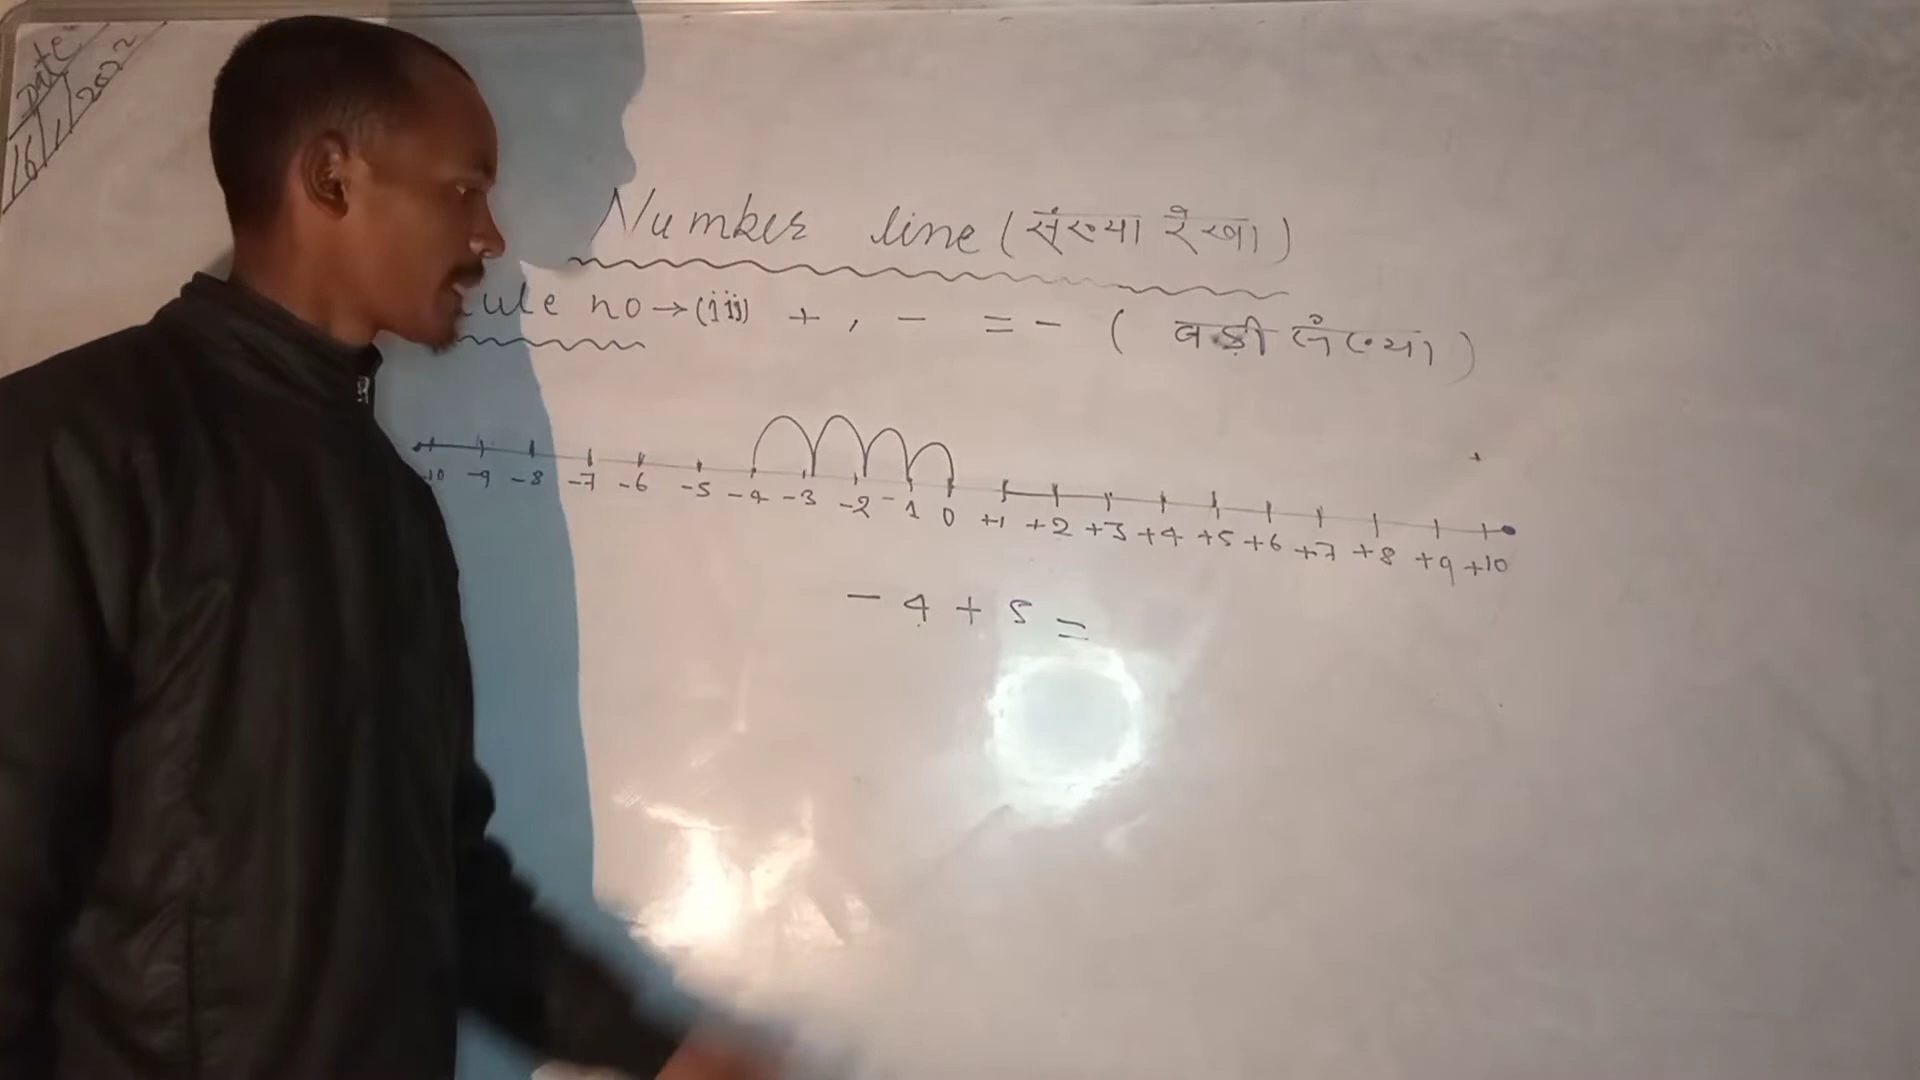 Date
16/1/2022
Number line (संख्या रेखा)
ule no→(iii) +, - = - ( बड़ी संख्या )
-10 -9 -8 -7 -6 -5 -4 -3 -2 -1 0 +1 +2 +3 +4 +5 +6 +7 +8 +9 +10
- 4 + 5 =